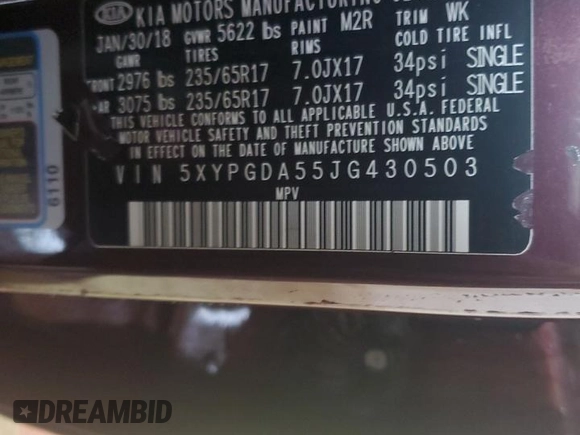 KIA KIA MOTORS MANUFACTURING
JAN/30/18 GVWR 5622 lbs PAINT M2R TRIM WK
GAWR TIRES RIMS COLD TIRE INFL
FRONT 2976 lbs 235/65R17 7.0JX17 34psi SINGLE
3075 lbs 235/65R17 7.0JX17 34psi SINGLE
THIS VEHICLE CONFORMS TO ALL APPLICABLE U.S.A. FEDERAL
MOTOR VEHICLE SAFETY AND THEFT PREVENTION STANDARDS
IN EFFECT ON THE DATE OF MANUFACTURE SHOWN ABOVE
VIN 5XYPGDA55JG430503
MPV
6110
DREAMBID